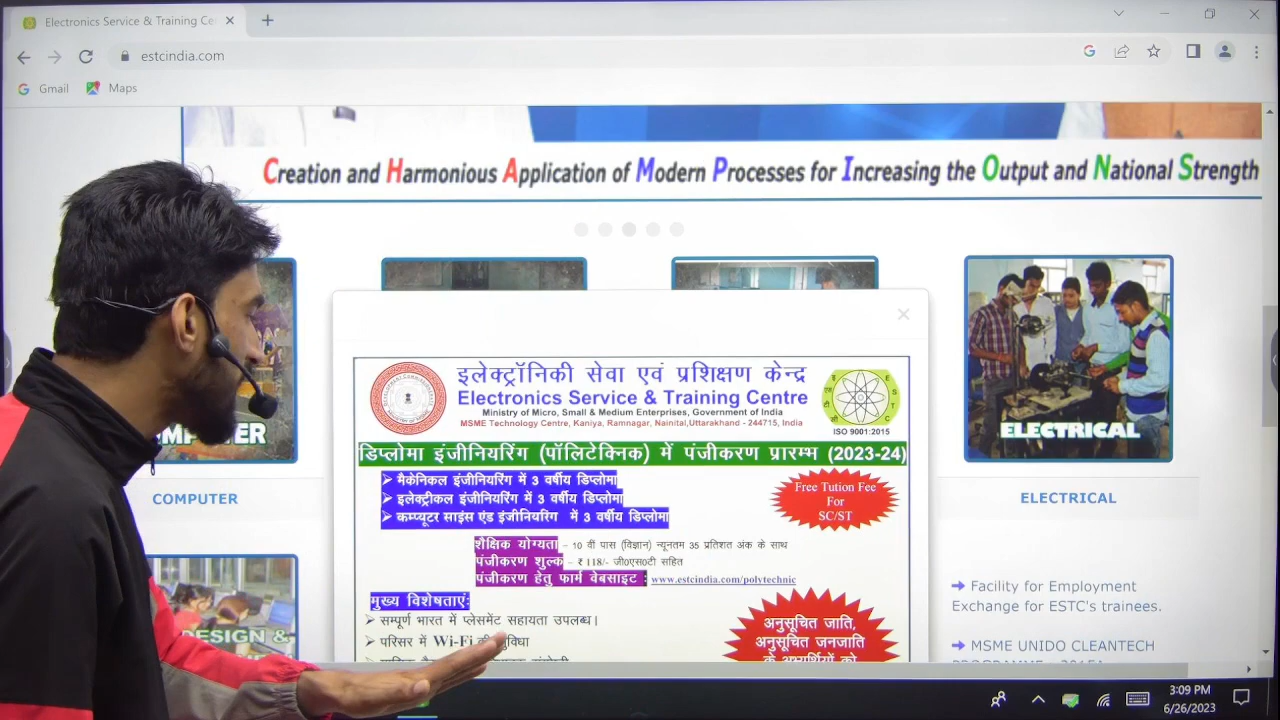 Electronics Service & Training Ce
estcindia.com
Gmail
Maps
Creation and Harmonious Application of Modern Processes for Increasing the Output and National Strength
इलेक्ट्रॉनिकी सेवा एवं प्रशिक्षण केन्द्र
Electronics Service & Training Centre
Ministry of Micro, Small & Medium Enterprises, Government of India
MSME Technology Centre, Kaniya, Ramnagar, Nainital,Uttarakhand - 244715, India
ISO 9001:2015
डिप्लोमा इंजीनियरिंग (पॉलिटेक्निक) में पंजीकरण प्रारम्भ (2023-24)
मैकेनिकल इंजीनियरिंग में 3 वर्षीय डिप्लोमा
इलेक्ट्रीकल इंजीनियरिंग में 3 वर्षीय डिप्लोमा
कम्प्यूटर साइंस एंड इंजीनियरिंग में 3 वर्षीय डिप्लोमा
Free Tution Fee
For
SC/ST
शैक्षिक योग्यता – 10 वीं पास (विज्ञान) न्यूनतम 35 प्रतिशत अंक के साथ
पंजीकरण शुल्क – ₹ 118/- जी0एस0टी सहित
पंजीकरण हेतु फार्म वेबसाइट : www.estcindia.com/polytechnic
मुख्य विशेषताएं:
सम्पूर्ण भारत में प्लेसमेंट सहायता उपलब्ध।
परिसर में Wi-Fi की सुविधा
अनुसूचित जाति,
अनुसूचित जनजाति
के अभ्यर्थियों को
COMPUTER
ELECTRICAL
ELECTRICAL
DESIGN &
Facility for Employment
Exchange for ESTC's trainees.
MSME UNIDO CLEANTECH
3:09 PM
6/26/2023